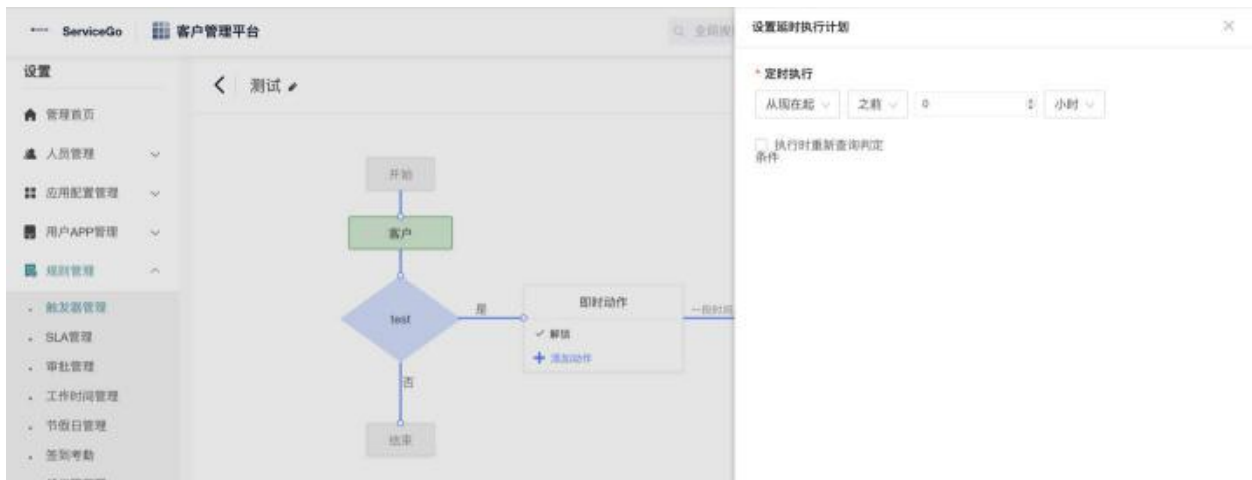 ServiceGo
客户管理平台
设置延时执行计划
设置
测试
* 定时执行
从现在起
之前
0
小时
管理首页
人员管理
执行时重新查询判定
条件
应用配置管理
开始
用户APP管理
客户
规则管理
触发器管理
是
即时动作
一段时间
test
SLA管理
解锁
审批管理
添加动作
工作时间管理
否
节假日管理
结束
签到考勤